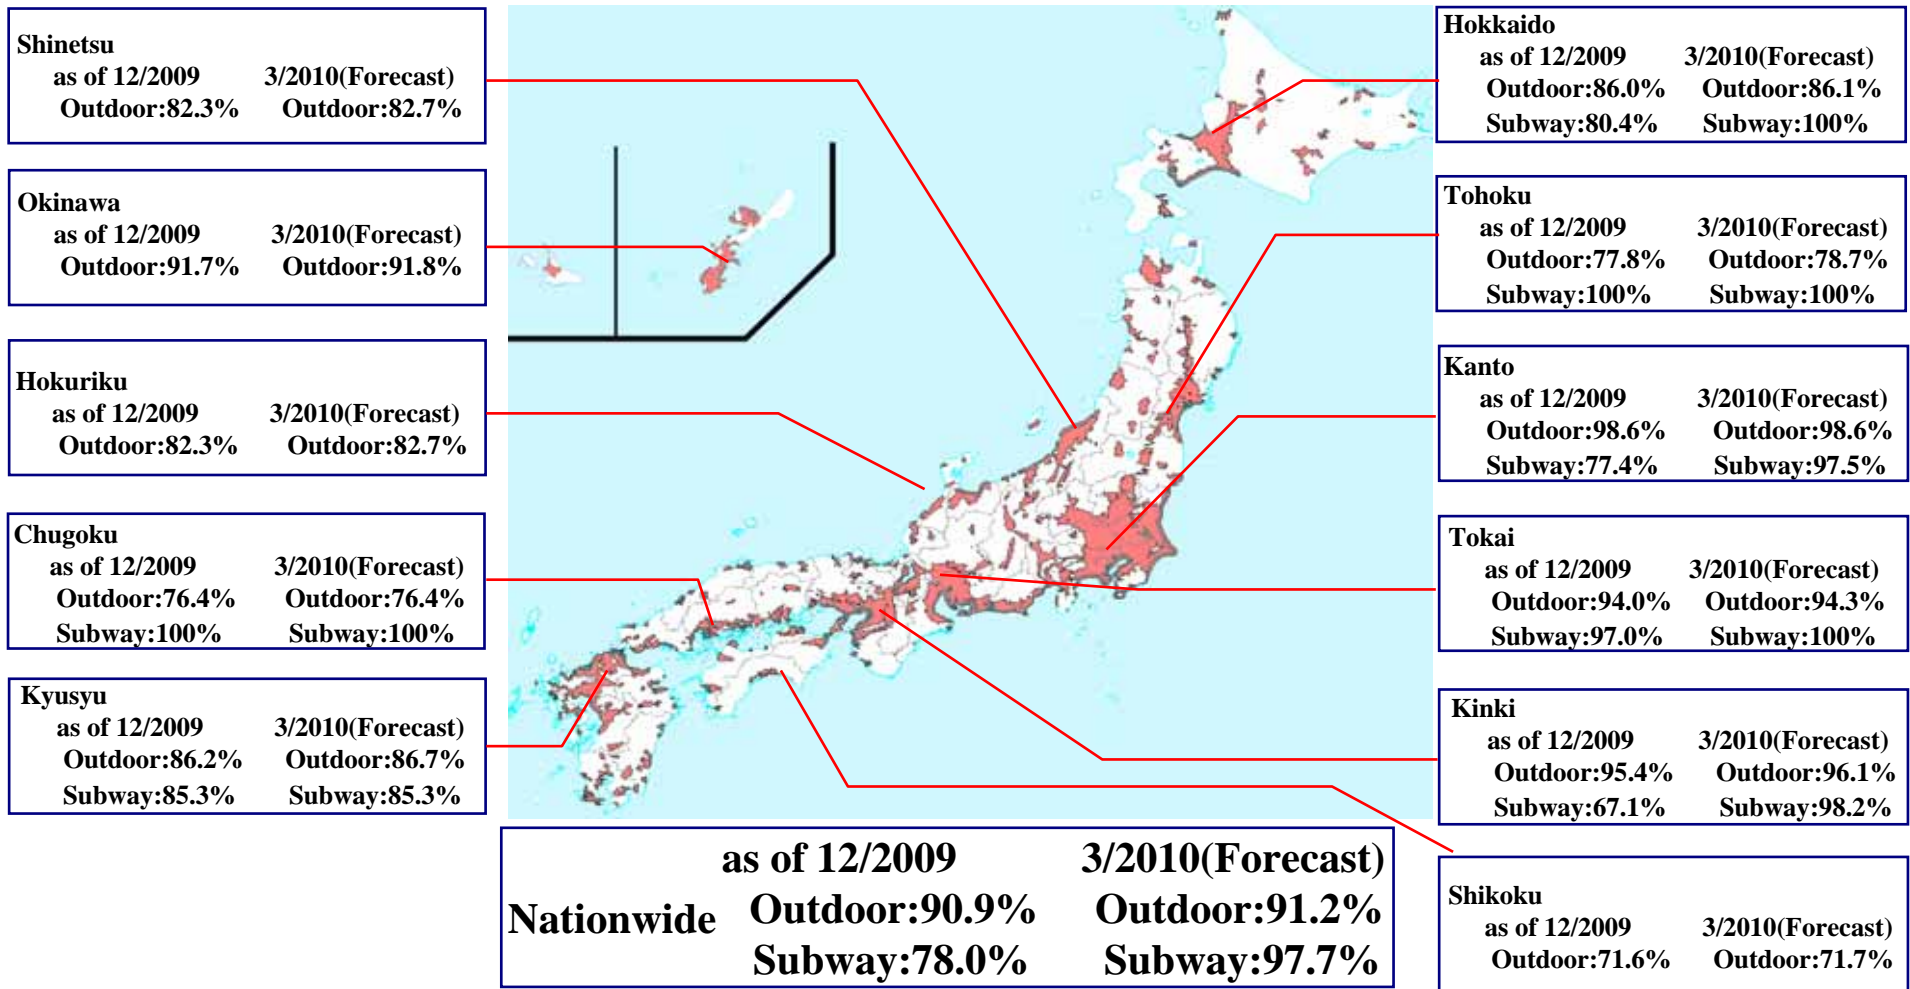 Shinetsu
as of 12/2009 3/2010(Forecast)
Outdoor:82.3% Outdoor:82.7%
Okinawa
as of 12/2009 3/2010(Forecast)
Outdoor:91.7% Outdoor:91.8%
Hokuriku
as of 12/2009 3/2010(Forecast)
Outdoor:82.3% Outdoor:82.7%
Chugoku
as of 12/2009 3/2010(Forecast)
Outdoor:76.4% Outdoor:76.4%
Subway:100% Subway:100%
Kyusyu
as of 12/2009 3/2010(Forecast)
Outdoor:86.2% Outdoor:86.7%
Subway:85.3% Subway:85.3%
Hokkaido
as of 12/2009 3/2010(Forecast)
Outdoor:86.0% Outdoor:86.1%
Subway:80.4% Subway:100%
Tohoku
as of 12/2009 3/2010(Forecast)
Outdoor:77.8% Outdoor:78.7%
Subway:100% Subway:100%
Kanto
as of 12/2009 3/2010(Forecast)
Outdoor:98.6% Outdoor:98.6%
Subway:77.4% Subway:97.5%
Tokai
as of 12/2009 3/2010(Forecast)
Outdoor:94.0% Outdoor:94.3%
Subway:97.0% Subway:100%
Kinki
as of 12/2009 3/2010(Forecast)
Outdoor:95.4% Outdoor:96.1%
Subway:67.1% Subway:98.2%
Shikoku
as of 12/2009 3/2010(Forecast)
Outdoor:71.6% Outdoor:71.7%
as of 12/2009 3/2010(Forecast)
Nationwide Outdoor:90.9% Outdoor:91.2%
Subway:78.0% Subway:97.7%